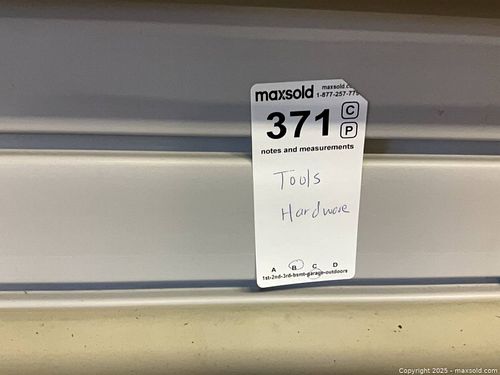 maxsold maxsold.co
1-877-257-77
371 C
P
notes and measurements
Tools
Hardware
A B C D
1st-2nd-3rd-bsmt-garage-outdoors
Copyright 2025 - maxsold.com